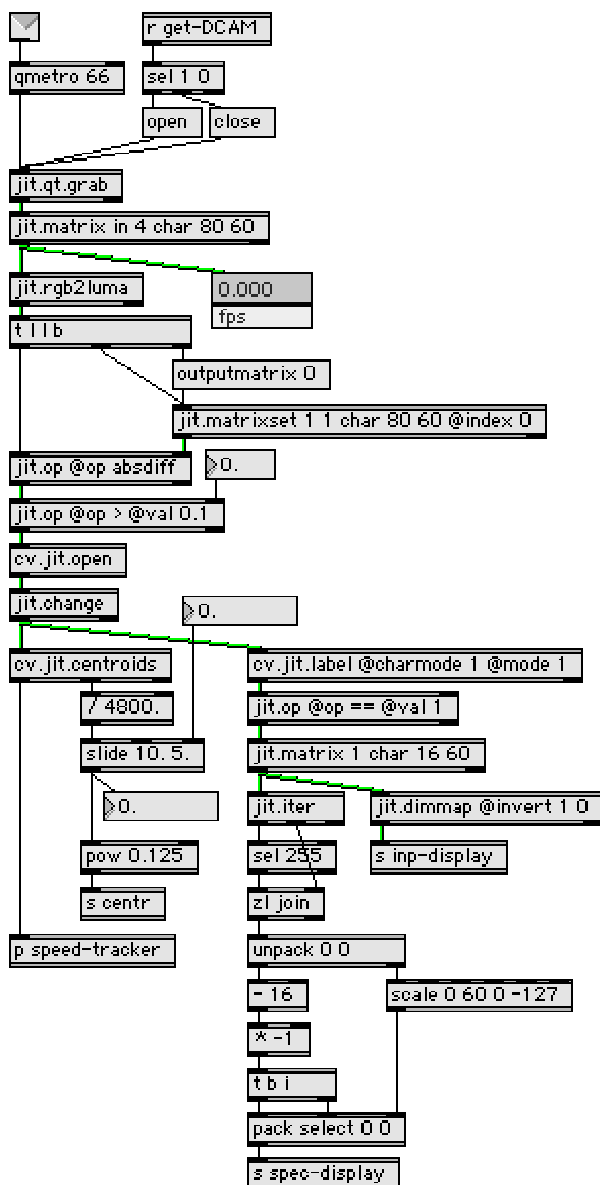 r get-DCAM
qmetro 66
sel 1 0
open
close
jit.qt.grab
jit.matrix in 4 char 80 60
jit.rgb2luma
0.000
fps
t l l b
outputmatrix 0
jit.matrixset 1 1 char 80 60 @index 0
jit.op @op absdiff
0.
jit.op @op > @val 0.1
cv.jit.open
jit.change
0.
cv.jit.centroids
cv.jit.label @charmode 1 @mode 1
/ 4800.
jit.op @op == @val 1
slide 10. 5.
jit.matrix 1 char 16 60
0.
jit.iter
jit.dimmap @invert 1 0
pow 0.125
sel 255
s inp-display
s centr
zl join
p speed-tracker
unpack 0 0
- 16
scale 0 60 0 -127
* -1
t b i
pack select 0 0
s spec-display